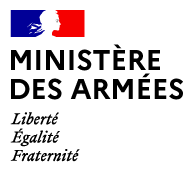 MINISTÈRE
DES ARMÉES
Liberté
Égalité
Fraternité